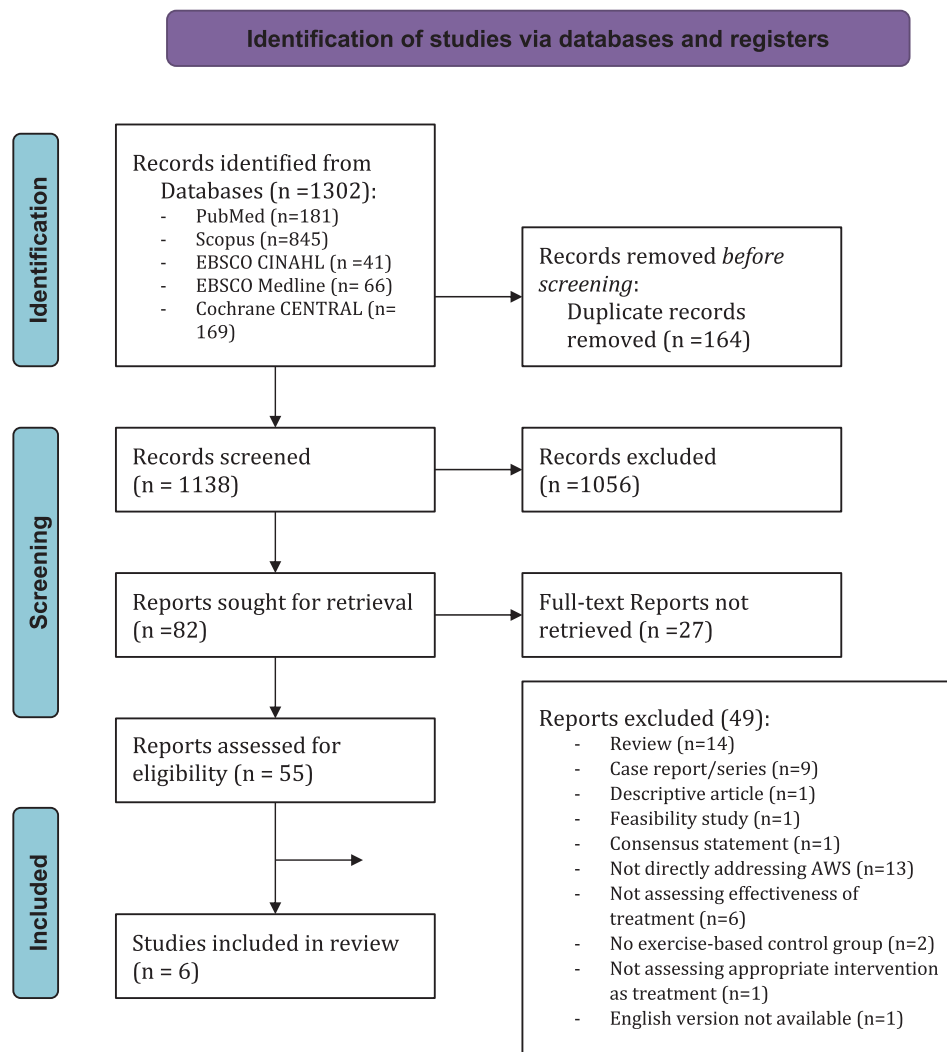 Identification of studies via databases and registers
Identification
Records identified from
Databases (n =1302):
- PubMed (n=181)
- Scopus (n=845)
- EBSCO CINAHL (n =41)
- EBSCO Medline (n= 66)
- Cochrane CENTRAL (n=
169)
Records removed before
screening:
Duplicate records
removed (n =164)
Screening
Records screened
(n = 1138)
Records excluded
(n =1056)
Reports sought for retrieval
(n =82)
Full-text Reports not
retrieved (n =27)
Reports assessed for
eligibility (n = 55)
Reports excluded (49):
- Review (n=14)
- Case report/series (n=9)
- Descriptive article (n=1)
- Feasibility study (n=1)
- Consensus statement (n=1)
- Not directly addressing AWS (n=13)
- Not assessing effectiveness of
treatment (n=6)
- No exercise-based control group (n=2)
- Not assessing appropriate intervention
as treatment (n=1)
- English version not available (n=1)
Included
Studies included in review
(n = 6)